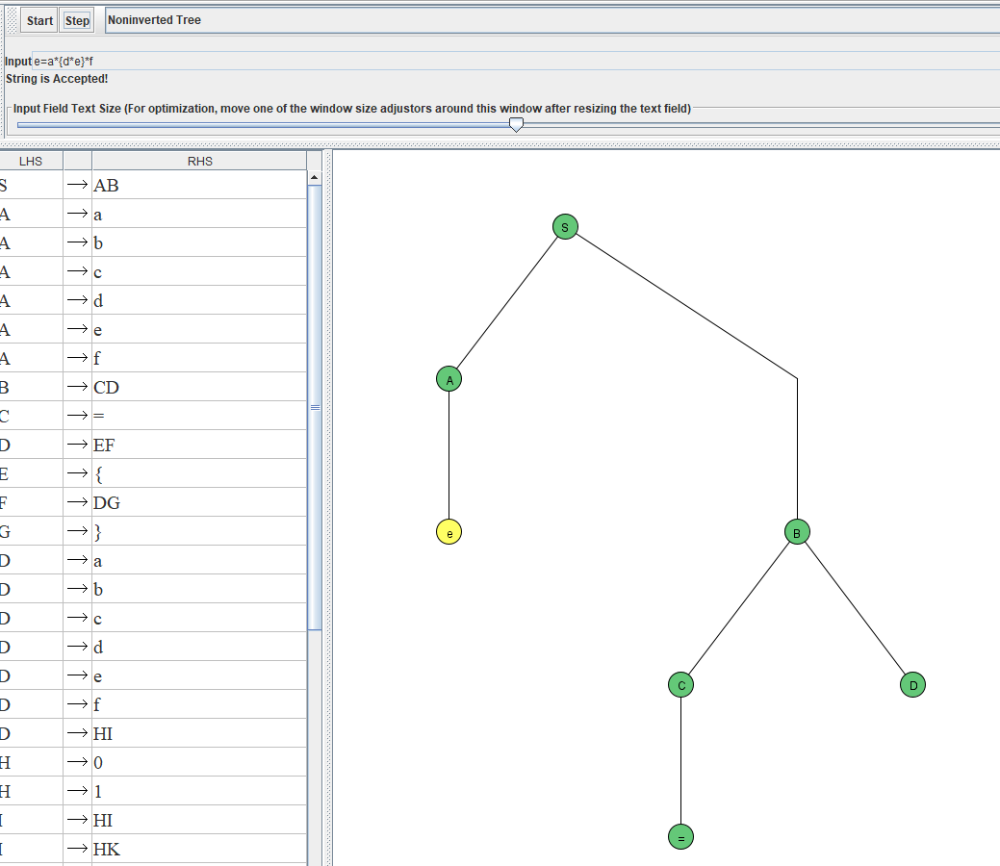 Start Step Noninverted Tree
Input e=a*{d*e}*f
String is Accepted!
Input Field Text Size (For optimization, move one of the window size adjustors around this window after resizing the text field)
LHS RHS
S → AB
A → a
A → b
A → c
A → d
A → e
A → f
B → CD
C → =
D → EF
E → {
F → DG
G → }
D → a
D → b
D → c
D → d
D → e
D → f
D → HI
H → 0
H → 1
I → HI
I → HK
S
A
e
B
C
D
=